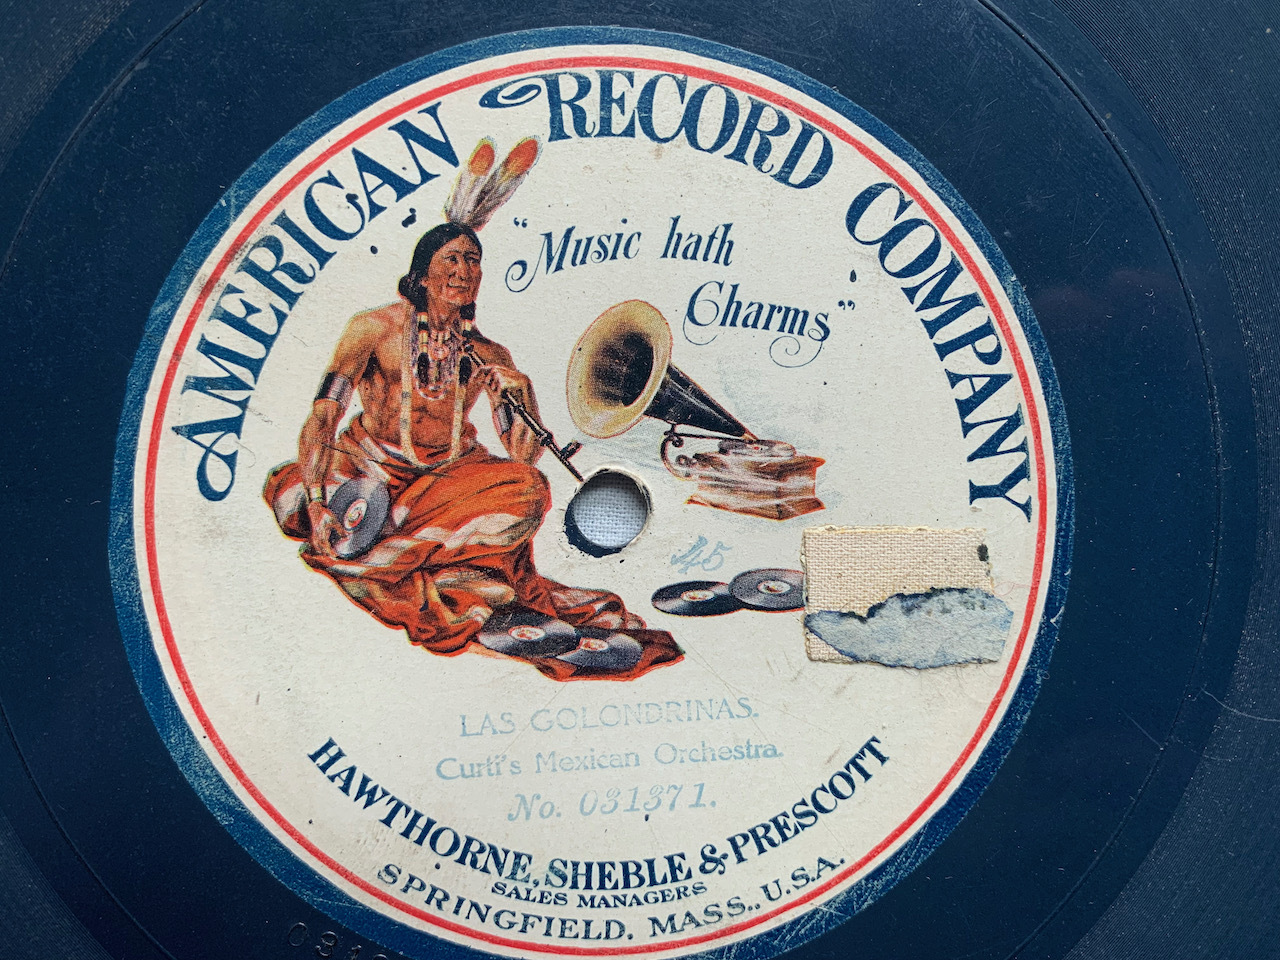 AMERICAN RECORD COMPANY
"Music hath
Charms"
45
LAS GOLONDRINAS.
Curti's Mexican Orchestra.
No. 031371.
HAWTHORNE, SHEBLE & PRESCOTT
SALES MANAGERS
SPRINGFIELD. MASS., U.S.A.